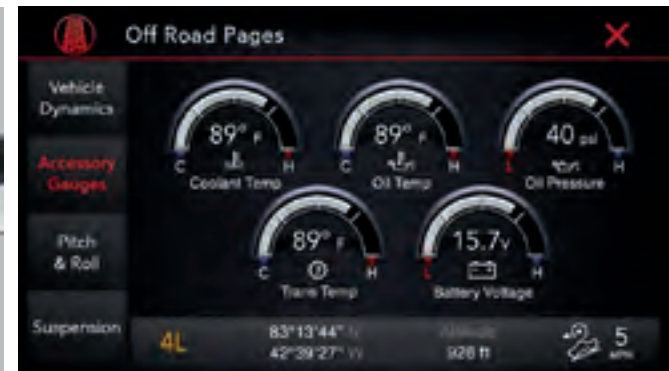 Off Road Pages
Vehicle
Dynamics
Accessory
Gauges
Pitch
& Roll
Suspension
89° F
C H
Coolant Temp
89° F
C H
Oil Temp
40 psi
L H
Oil Pressure
89° F
C H
Trans Temp
15.7v
L H
Battery Voltage
4L
83°13'44" N
42°39'27" W
Altitude
928 ft
5
MPH